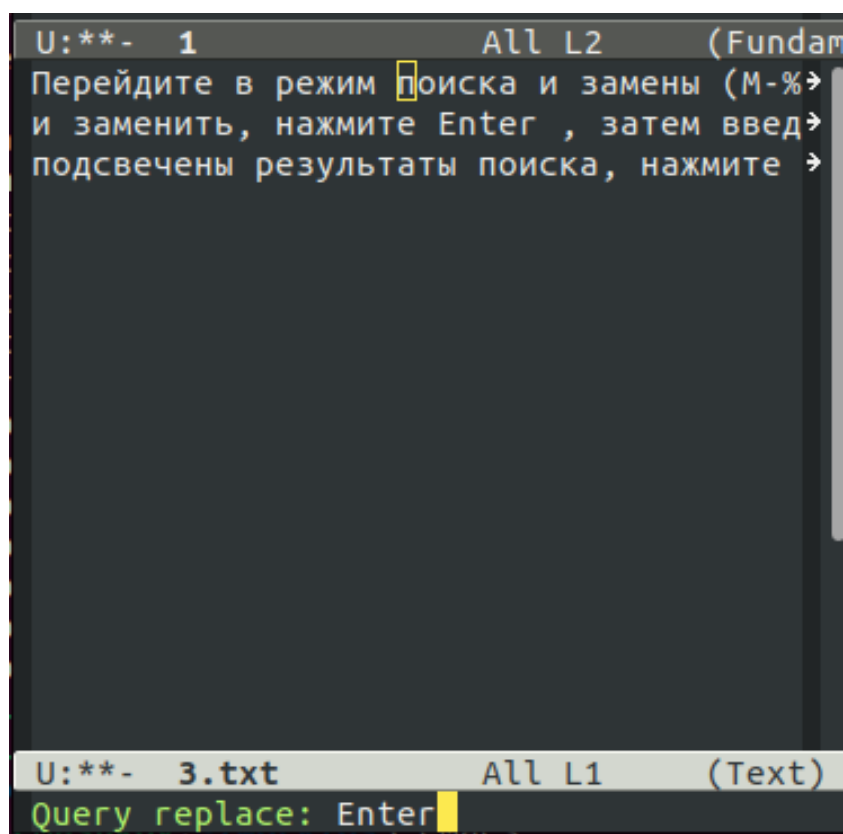 U:**-  1                 All L2     (Fundam
Перейдите в режим поиска и замены (M-%
и заменить, нажмите Enter , затем введ
подсвечены результаты поиска, нажмите
U:**-  3.txt             All L1     (Text)
Query replace: Enter